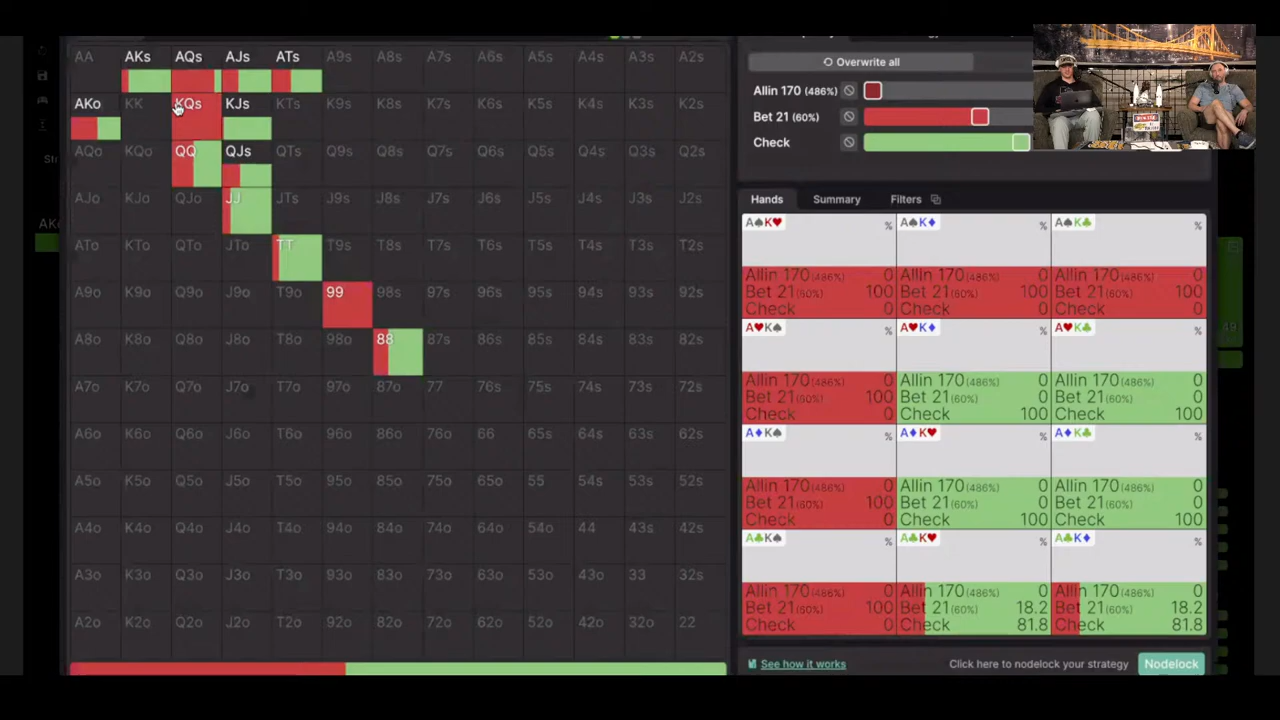 AA AKs AQs AJs ATs A9s A8s A7s A6s A5s A4s A3s A2s
AKo KK KQs KJs KTs K9s K8s K7s K6s K5s K4s K3s K2s
AQo KQo QQ QJs QTs Q9s Q8s Q7s Q6s Q5s Q4s Q3s Q2s
AJo KJo QJo JJ JTs J9s J8s J7s J6s J5s J4s J3s J2s
ATo KTo QTo JTo TT T9s T8s T7s T6s T5s T4s T3s T2s
A9o K9o Q9o J9o T9o 99 98s 97s 96s 95s 94s 93s 92s
A8o K8o Q8o J8o T8o 98o 88 87s 86s 85s 84s 83s 82s
A7o K7o Q7o J7o T7o 97o 87o 77 76s 75s 74s 73s 72s
A6o K6o Q6o J6o T6o 96o 86o 76o 66 65s 64s 63s 62s
A5o K5o Q5o J5o T5o 95o 85o 75o 65o 55 54s 53s 52s
A4o K4o Q4o J4o T4o 94o 84o 74o 64o 54o 44 43s 42s
A3o K3o Q3o J3o T3o 93o 83o 73o 63o 53o 43o 33 32s
A2o K2o Q2o J2o T2o 92o 82o 72o 62o 52o 42o 32o 22
Overwrite all
Allin 170 (486%)
Bet 21 (60%)
Check
Hands Summary Filters
A♠K♥ % A♠K♦ % A♠K♣ %
Allin 170(486%) 0 Allin 170(486%) 0 Allin 170(486%) 0
Bet 21(60%) 100 Bet 21(60%) 100 Bet 21(60%) 100
Check 0 Check 0 Check 0
A♥K♠ % A♥K♦ % A♥K♣ %
Allin 170(486%) 0 Allin 170(486%) 0 Allin 170(486%) 0
Bet 21(60%) 100 Bet 21(60%) 0 Bet 21(60%) 0
Check 0 Check 100 Check 100
A♦K♠ % A♦K♥ % A♦K♣ %
Allin 170(486%) 0 Allin 170(486%) 0 Allin 170(486%) 0
Bet 21(60%) 100 Bet 21(60%) 0 Bet 21(60%) 0
Check 0 Check 100 Check 100
A♣K♠ % A♣K♥ % A♣K♦ %
Allin 170(486%) 0 Allin 170(486%) 0 Allin 170(486%) 0
Bet 21(60%) 100 Bet 21(60%) 18.2 Bet 21(60%) 18.2
Check 0 Check 81.8 Check 81.8
See how it works Click here to nodelock your strategy Nodelock
49